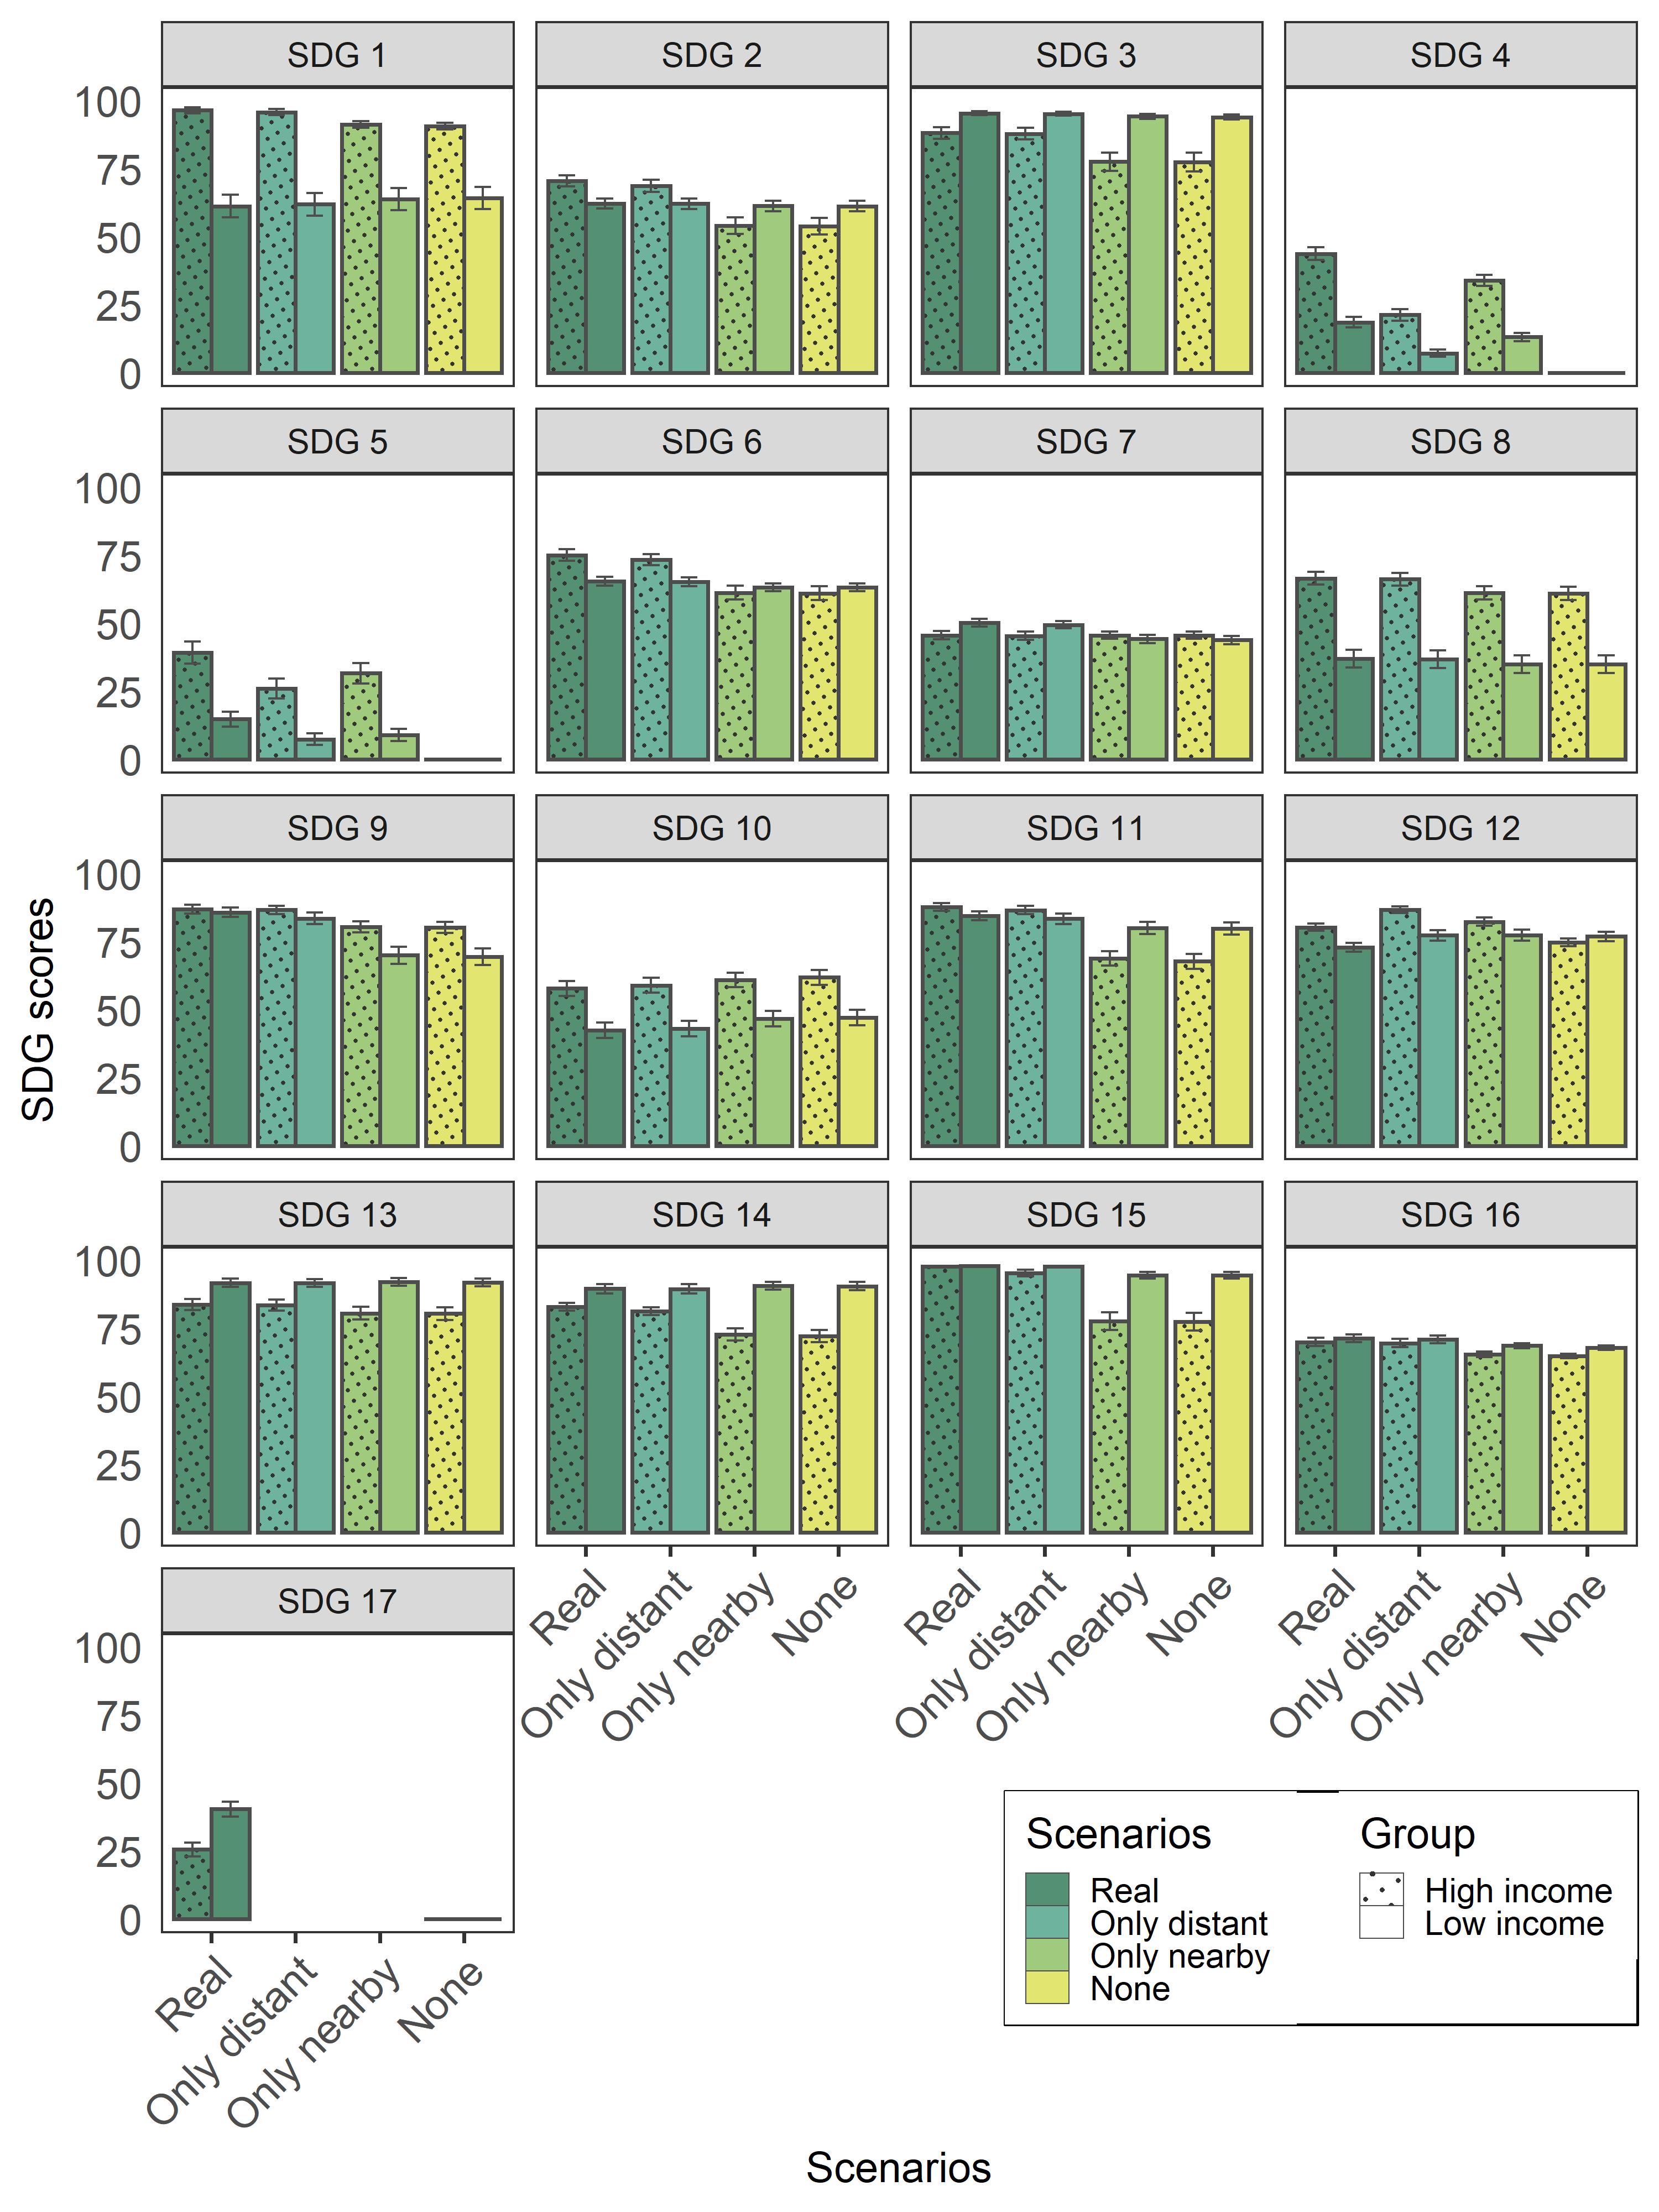 SDG 1 SDG 2 SDG 3 SDG 4
100
75
50
25
0
SDG 5 SDG 6 SDG 7 SDG 8
100
75
50
25
0
SDG 9 SDG 10 SDG 11 SDG 12
100
75
50
25
0
SDG scores
SDG 13 SDG 14 SDG 15 SDG 16
100
75
50
25
0
Real Only distant Only nearby None Real Only distant Only nearby None Real Only distant Only nearby None
SDG 17
100
75
50
25
0
Real Only distant Only nearby None
Scenarios
Real
Only distant
Only nearby
None
Group
High income
Low income
Scenarios